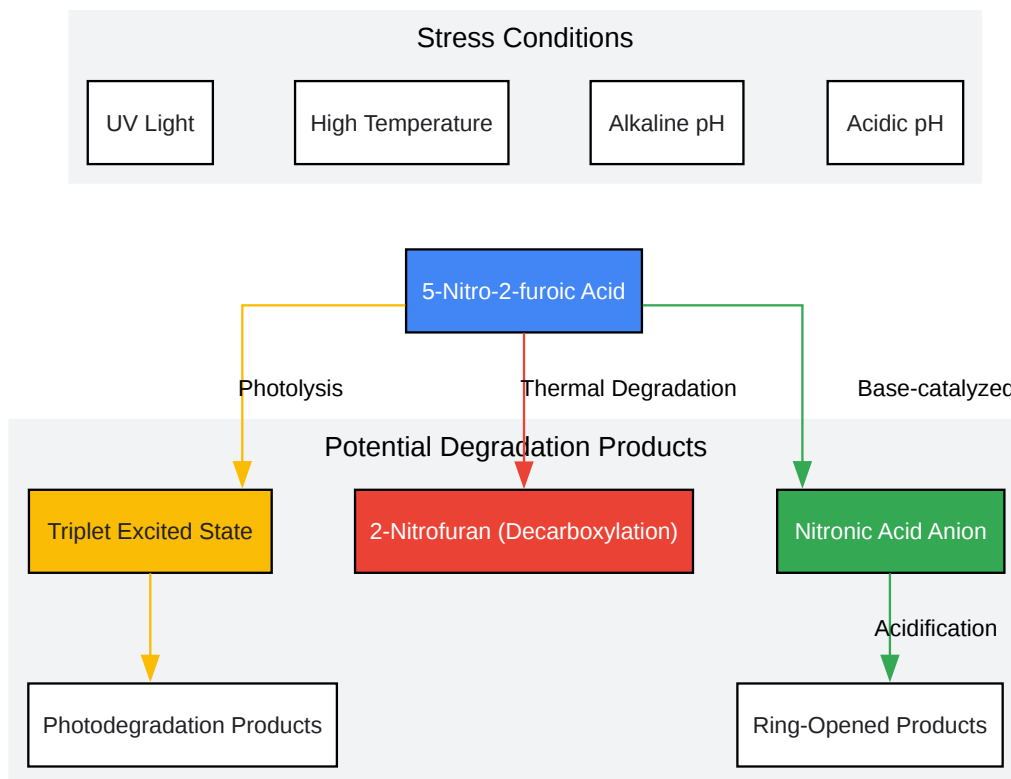 Stress Conditions
UV Light
High Temperature
Alkaline pH
Acidic pH
5-Nitro-2-furoic Acid
Photolysis
Thermal Degradation
Base-catalyzed
Potential Degradation Products
Triplet Excited State
2-Nitrofuran (Decarboxylation)
Nitronic Acid Anion
Acidification
Photodegradation Products
Ring-Opened Products